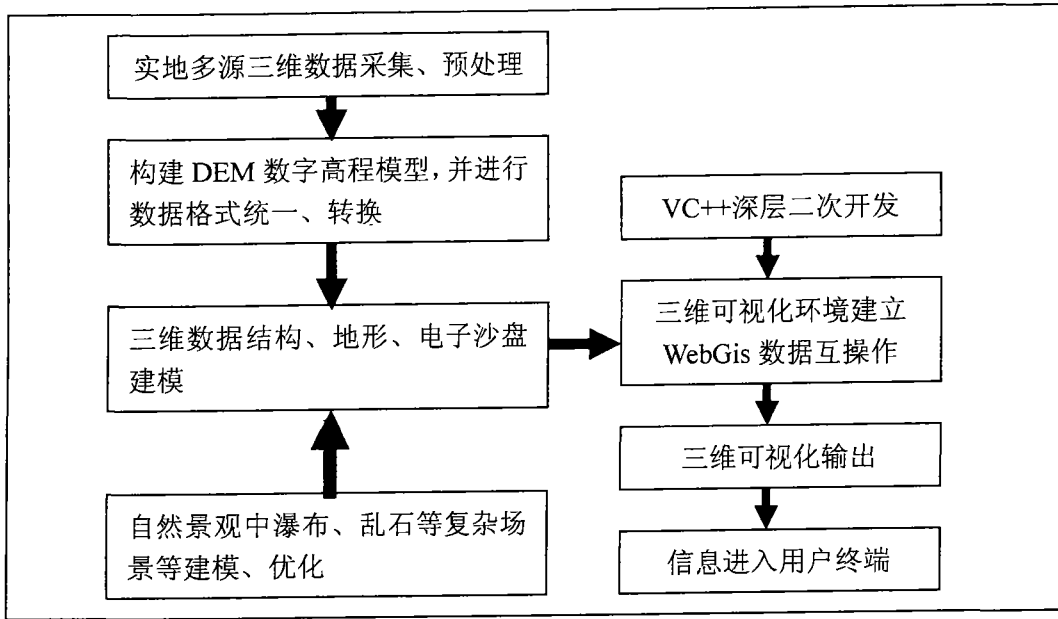 实地多源三维数据采集、预处理
构建 DEM 数字高程模型，并进行
数据格式统一、转换
三维数据结构、地形、电子沙盘
建模
自然景观中瀑布、乱石等复杂场
景等建模、优化
VC++深层二次开发
三维可视化环境建立
WebGis 数据互操作
三维可视化输出
信息进入用户终端